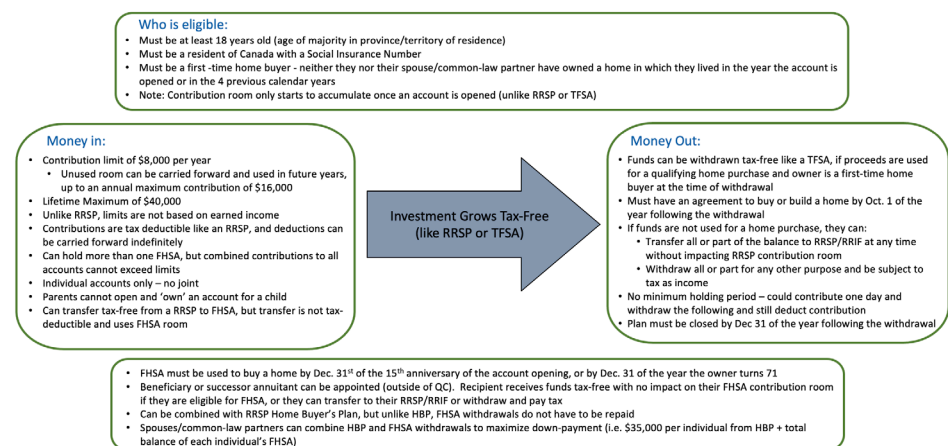 Who is eligible:
• Must be at least 18 years old (age of majority in province/territory of residence)
• Must be a resident of Canada with a Social Insurance Number
• Must be a first -time home buyer - neither they nor their spouse/common-law partner have owned a home in which they lived in the year the account is
opened or in the 4 previous calendar years
• Note: Contribution room only starts to accumulate once an account is opened (unlike RRSP or TFSA)
Money in:
• Contribution limit of $8,000 per year
• Unused room can be carried forward and used in future years,
up to an annual maximum contribution of $16,000
• Lifetime Maximum of $40,000
• Unlike RRSP, limits are not based on earned income
• Contributions are tax deductible like an RRSP, and deductions can
be carried forward indefinitely
• Can hold more than one FHSA, but combined contributions to all
accounts cannot exceed limits
• Individual accounts only – no joint
• Parents cannot open and 'own' an account for a child
• Can transfer tax-free from a RRSP to FHSA, but transfer is not tax-
deductible and uses FHSA room
Investment Grows Tax-Free
(like RRSP or TFSA)
Money Out:
• Funds can be withdrawn tax-free like a TFSA, if proceeds are used
for a qualifying home purchase and owner is a first-time home
buyer at the time of withdrawal
• Must have an agreement to buy or build a home by Oct. 1 of the
year following the withdrawal
• If funds are not used for a home purchase, they can:
• Transfer all or part of the balance to RRSP/RRIF at any time
without impacting RRSP contribution room
• Withdraw all or part for any other purpose and be subject to
tax as income
• No minimum holding period – could contribute one day and
withdraw the following and still deduct contribution
• Plan must be closed by Dec 31 of the year following the withdrawal
• FHSA must be used to buy a home by Dec. 31st of the 15th anniversary of the account opening, or by Dec. 31 of the year the owner turns 71
• Beneficiary or successor annuitant can be appointed (outside of QC). Recipient receives funds tax-free with no impact on their FHSA contribution room
if they are eligible for FHSA, or they can transfer to their RRSP/RRIF or withdraw and pay tax
• Can be combined with RRSP Home Buyer's Plan, but unlike HBP, FHSA withdrawals do not have to be repaid
• Spouses/common-law partners can combine HBP and FHSA withdrawals to maximize down-payment (i.e. $35,000 per individual from HBP + total
balance of each individual's FHSA)